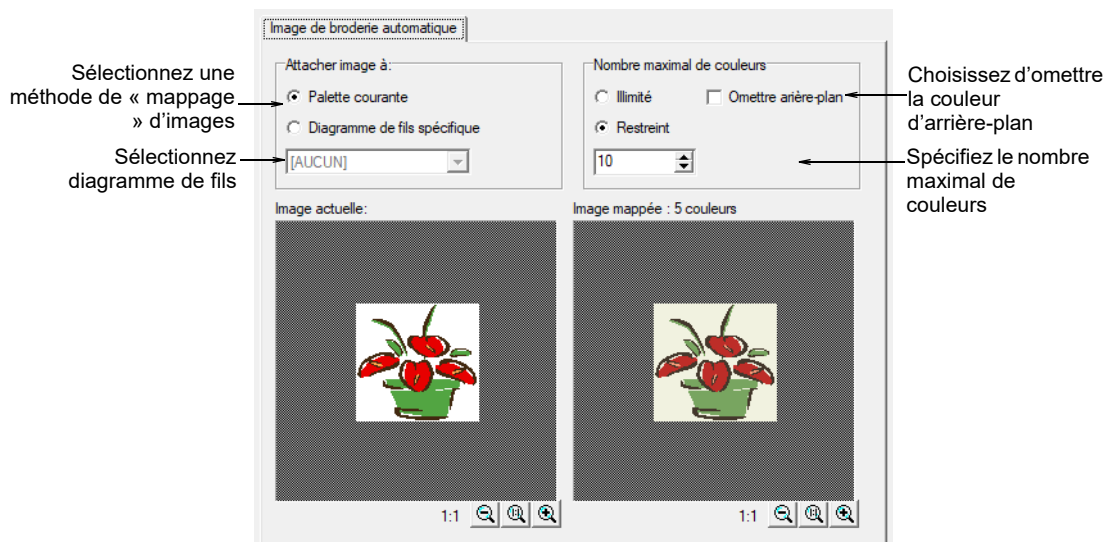 Image de broderie automatique
Attacher image à:
Palette courante
Diagramme de fils spécifique
[AUCUN]
Nombre maximal de couleurs
Illimité
Omettre arière-plan
Restreint
10
Sélectionnez une
méthode de « mappage
» d'images
Sélectionnez
diagramme de fils
Choisissez d'omettre
la couleur
d'arrière-plan
Spécifiez le nombre
maximal de
couleurs
Image actuelle:
Image mappée : 5 couleurs
1:1
1:1